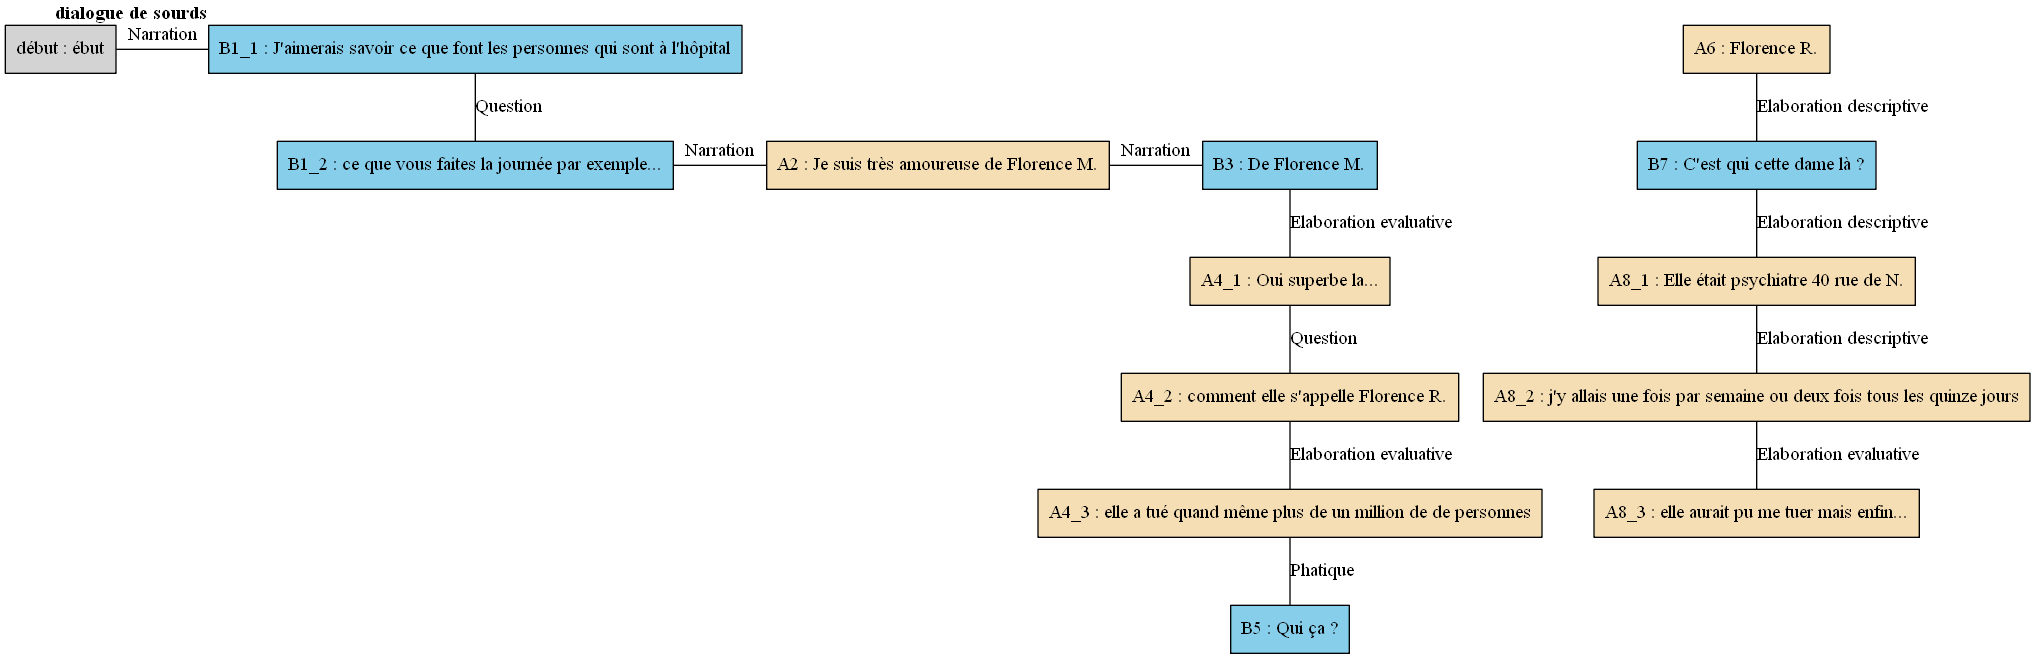 dialogue de sourds
début : ébut
Narration
B1_1 : J'aimerais savoir ce que font les personnes qui sont à l'hôpital
Question
B1_2 : ce que vous faites la journée par exemple...
Narration
A2 : Je suis très amoureuse de Florence M.
Narration
B3 : De Florence M.
Elaboration evaluative
A4_1 : Oui superbe la...
Question
A4_2 : comment elle s'appelle Florence R.
Elaboration evaluative
A4_3 : elle a tué quand même plus de un million de de personnes
Phatique
B5 : Qui ça ?
A6 : Florence R.
Elaboration descriptive
B7 : C'est qui cette dame là ?
Elaboration descriptive
A8_1 : Elle était psychiatre 40 rue de N.
Elaboration descriptive
A8_2 : j'y allais une fois par semaine ou deux fois tous les quinze jours
Elaboration evaluative
A8_3 : elle aurait pu me tuer mais enfin...